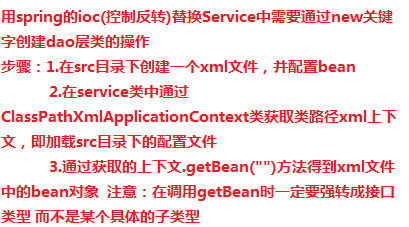 用spring的ioc(控制反转)替换Service中需要通过new关键
字创建dao层类的操作
步骤：1.在src目录下创建一个xml文件，并配置bean
2.在service类中通过
ClassPathXmlApplicationContext类获取类路径xml上下
文，即加载src目录下的配置文件
3.通过获取的上下文.getBean("")方法得到xml文件
中的bean对象 注意：在调用getBean时一定要强转成接口
类型 而不是某个具体的子类型